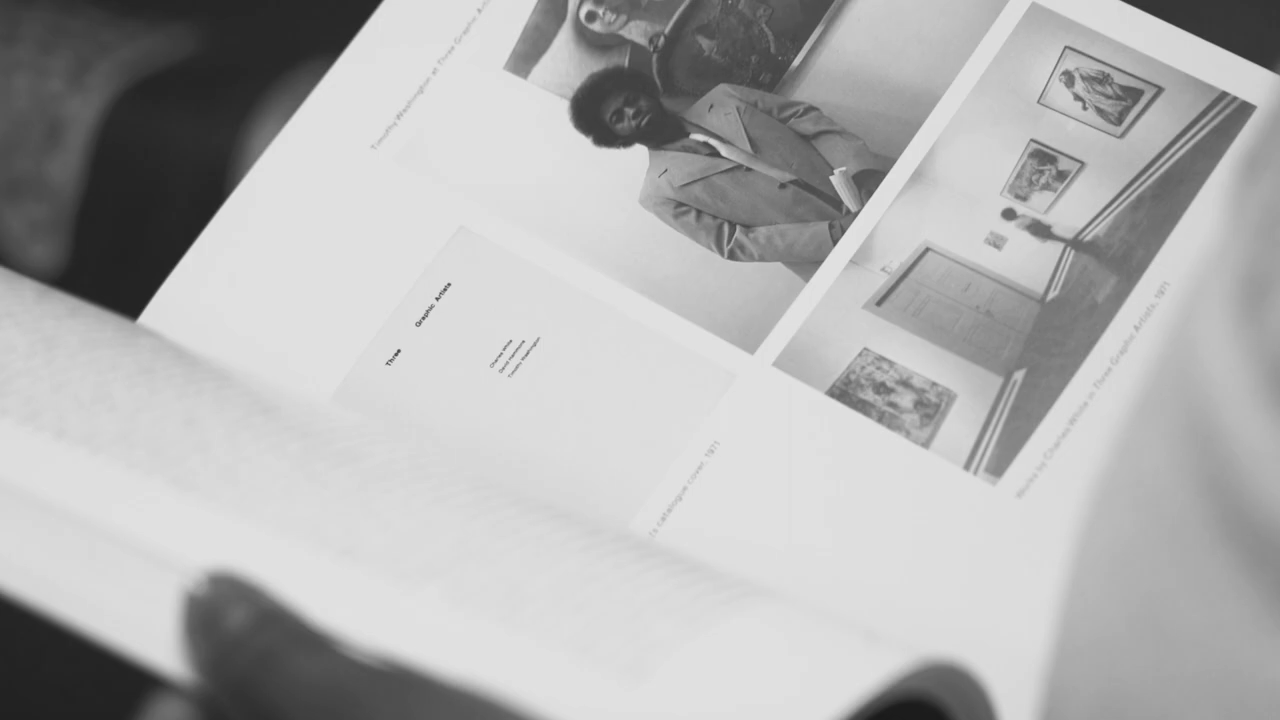 Timothy Washington at Three Graphic
Three Graphic Artists
Charles White
David Hammons
Timothy Washington
catalogue cover, 1971
Works by Charles White in Three Graphic Artists, 1971